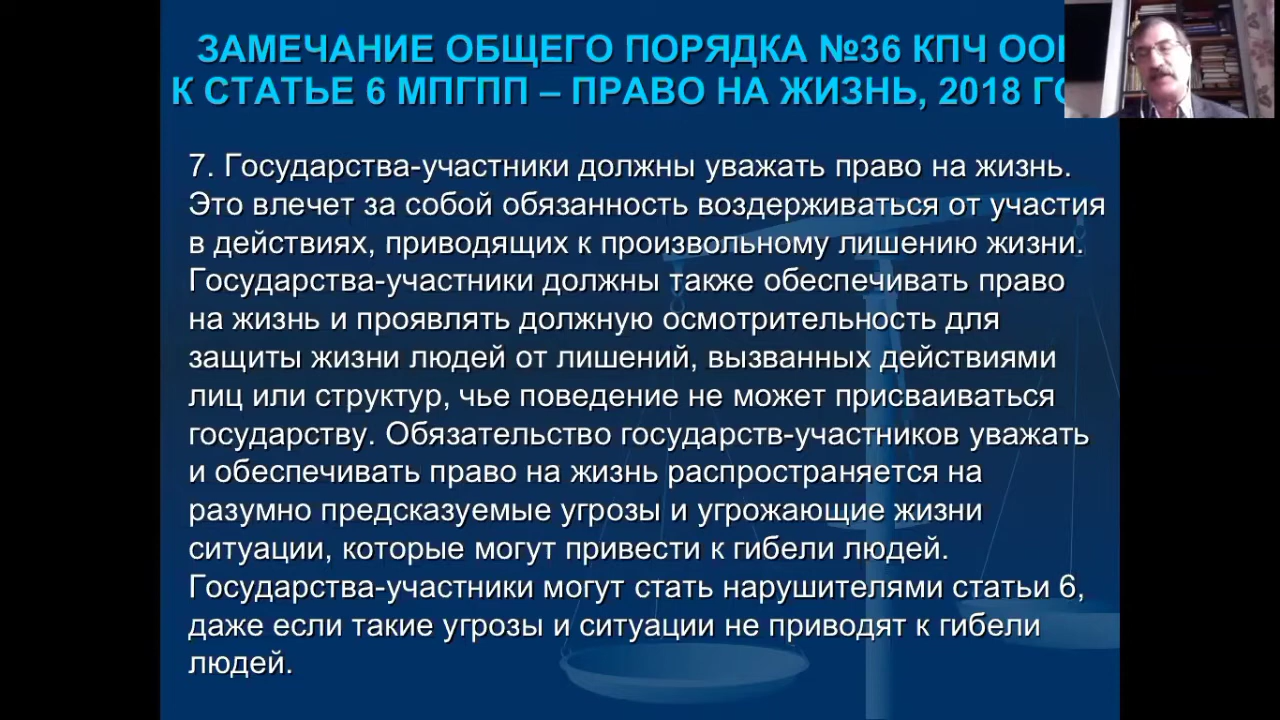 ЗАМЕЧАНИЕ ОБЩЕГО ПОРЯДКА №36 КПЧ
К СТАТЬЕ 6 МПГПП – ПРАВО НА ЖИЗНЬ, 2018
7. Государства-участники должны уважать право на жизнь.
Это влечет за собой обязанность воздерживаться от участия
в действиях, приводящих к произвольному лишению жизни.
Государства-участники должны также обеспечивать право
на жизнь и проявлять должную осмотрительность для
защиты жизни людей от лишений, вызванных действиями
лиц или структур, чье поведение не может присваиваться
государству. Обязательство государств-участников уважать
и обеспечивать право на жизнь распространяется на
разумно предсказуемые угрозы и угрожающие жизни
ситуации, которые могут привести к гибели людей.
Государства-участники могут стать нарушителями статьи 6,
даже если такие угрозы и ситуации не приводят к гибели
людей.